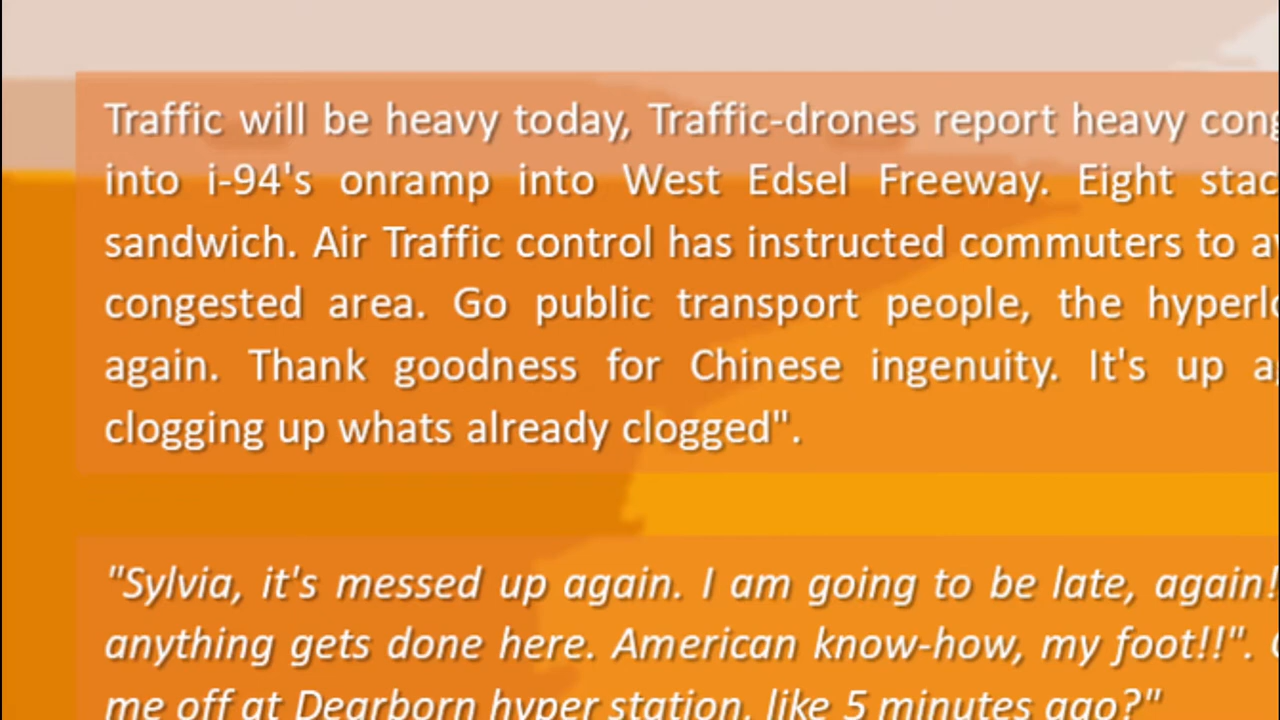 Traffic will be heavy today, Traffic-drones report heavy
into i-94's onramp into West Edsel Freeway. Eight
sandwich. Air Traffic control has instructed commuters to
congested area. Go public transport people, the
again. Thank goodness for Chinese ingenuity. It's up
clogging up whats already clogged".
"Sylvia, it's messed up again. I am going to be late, again!
anything gets done here. American know-how, my foot!!".
me off at Dearborn hyper station, like 5 minutes ago?"